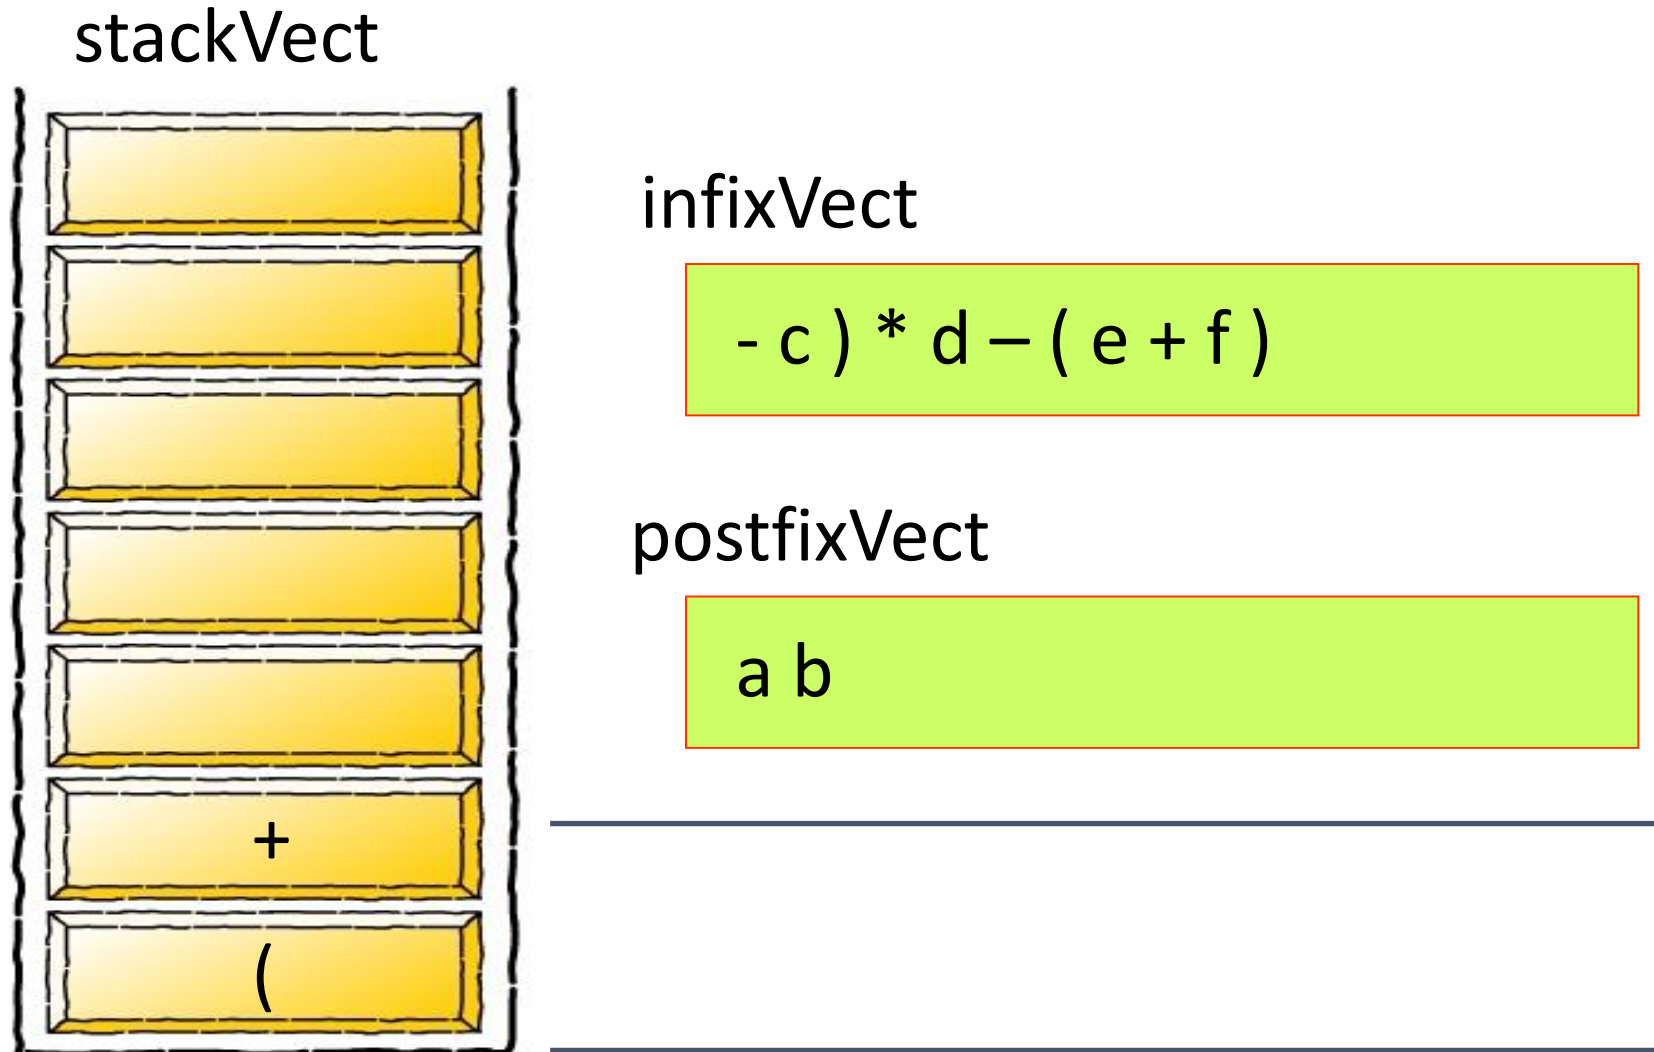 stackVect
infixVect
- c ) * d – ( e + f )
postfixVect
a b
+
(